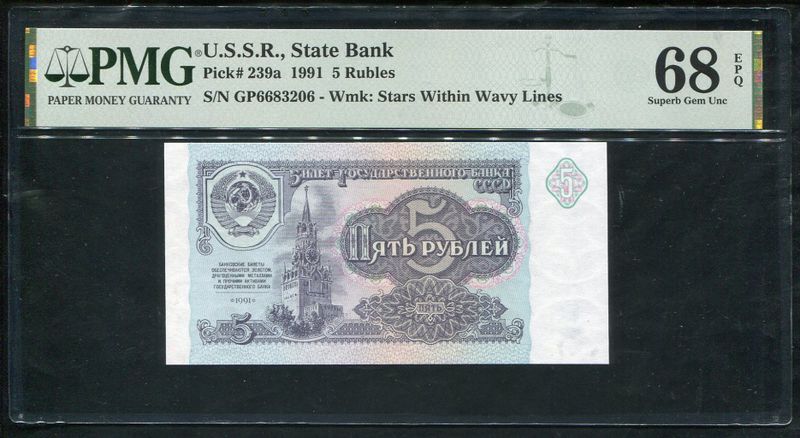 PMG®
PAPER MONEY GUARANTY
U.S.S.R., State Bank
Pick# 239a 1991 5 Rubles
S/N GP6683206 - Wmk: Stars Within Wavy Lines
68
EPQ
Superb Gem Unc
БИЛЕТ ГОСУДАРСТВЕННОГО БАНКА
СССР
5
5
ПЯТЬ РУБЛЕЙ
БАНКОВСКИЕ БИЛЕТЫ
ОБЕСПЕЧИВАЮТСЯ ЗОЛОТОМ,
ДРАГОЦЕННЫМИ МЕТАЛЛАМИ
И ПРОЧИМИ АКТИВАМИ
ГОСУДАРСТВЕННОГО БАНКА
*1991*
5
ПЯТЬ